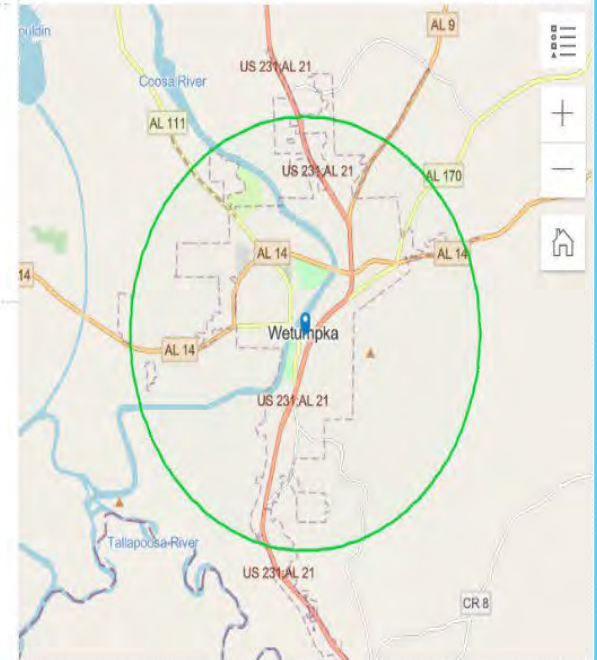 AL 9
US 231;AL 21
Coosa River
AL 111
US 231;AL 21
AL 170
AL 14
AL 14
14
Wetumpka
AL 14
US 231;AL 21
Tallapoosa River
US 231;AL 21
CR 8